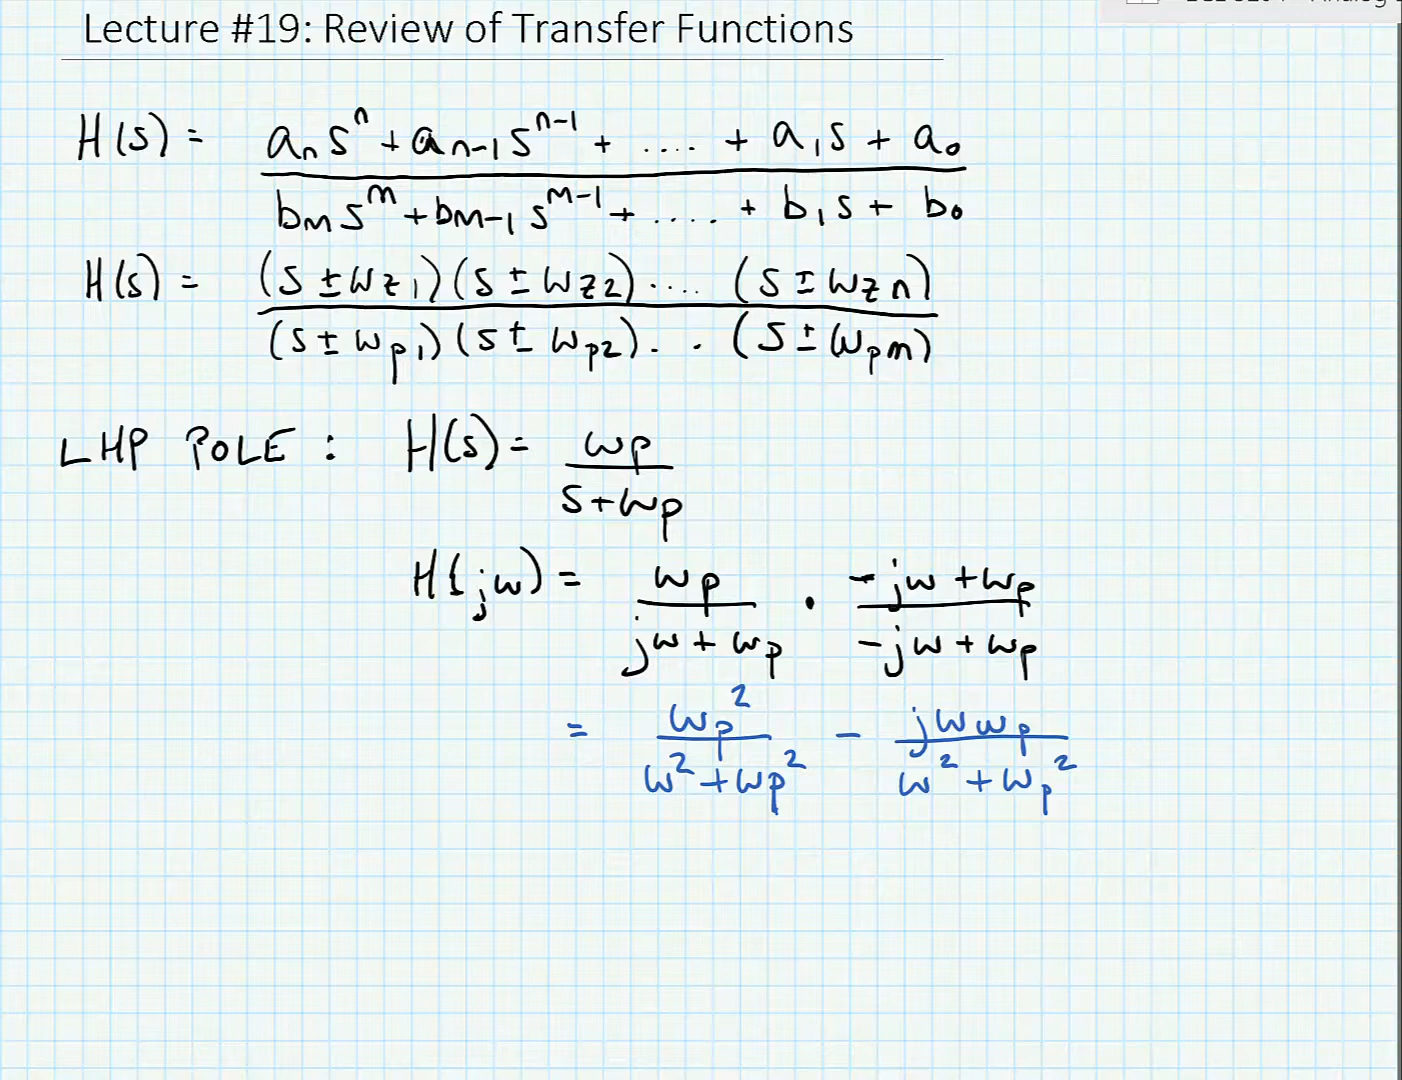 Lecture #19: Review of Transfer Functions
H(s) = (aₙsⁿ + aₙ₋₁sⁿ⁻¹ + .... + a₁s + a₀) / (bₘsᵐ + bₘ₋₁sᵐ⁻¹ + .... + b₁s + b₀)
H(s) = (s ± ωz1)(s ± ωz2) .... (s ± ωzn) / (s ± ωp1)(s ± ωp2) . . (s ± ωpm)
LHP POLE : H(s) = ωp / (s + ωp)
H(jω) = ωp / (jω + ωp) · (-jω + ωp) / (-jω + ωp)
= ωp² / (ω² + ωp²) - jωωp / (ω² + ωp²)